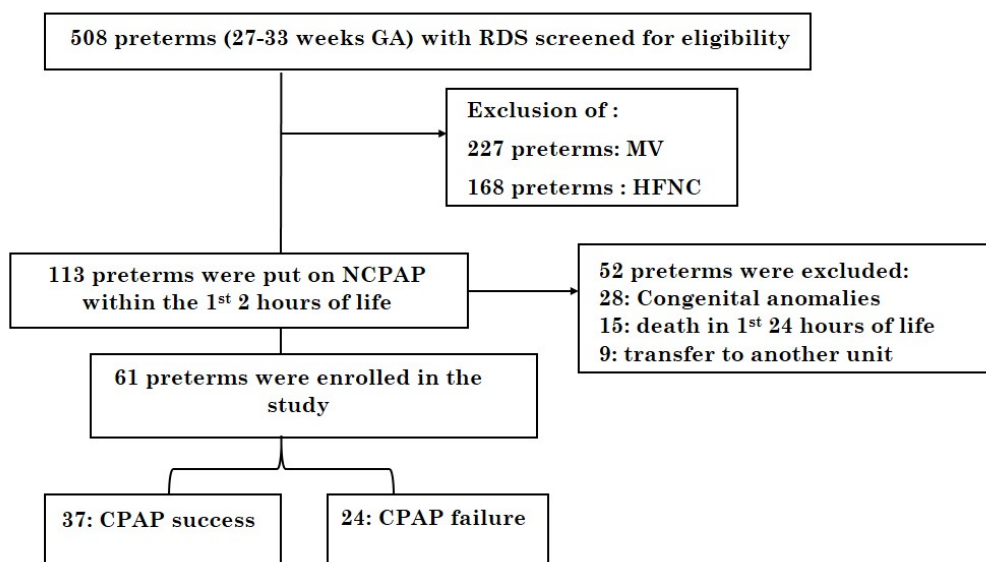 508 preterms (27-33 weeks GA) with RDS screened for eligibility
Exclusion of :
227 preterms: MV
168 preterms : HFNC
113 preterms were put on NCPAP
within the 1st 2 hours of life
52 preterms were excluded:
28: Congenital anomalies
15: death in 1st 24 hours of life
9: transfer to another unit
61 preterms were enrolled in the
study
37: CPAP success
24: CPAP failure